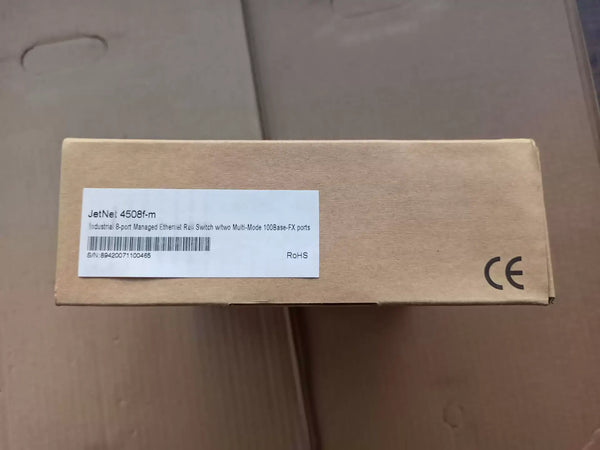 JetNet 4508f-m
Industrial 8-port Managed Ethernet Rail Switch w/two Multi-Mode 100Base-FX ports
S/N: 89420071100465
RoHS
CE